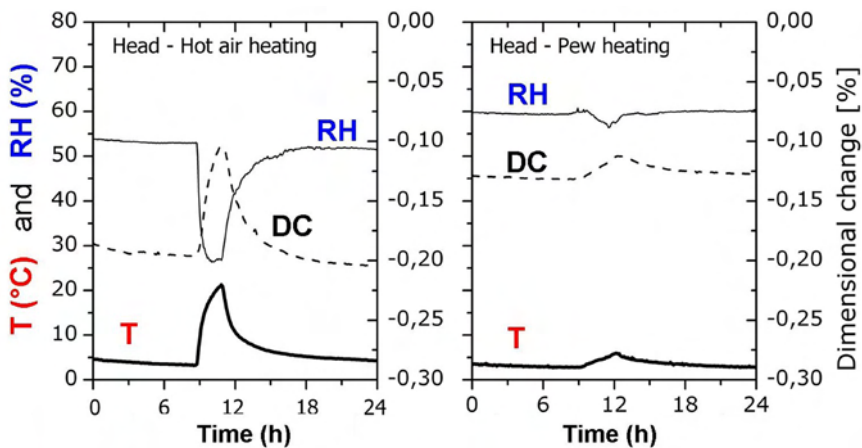 T (°C) and RH (%)
80
70
60
50
40
30
20
10
0
Head - Hot air heating
RH
DC
T
0,00
-0,05
-0,10
-0,15
-0,20
-0,25
-0,30
0 6 12 18 24
Time (h)
Head - Pew heating
RH
DC
T
0,00
-0,05
-0,10
-0,15
-0,20
-0,25
-0,30
0 6 12 18 24
Time (h)
Dimensional change [%]